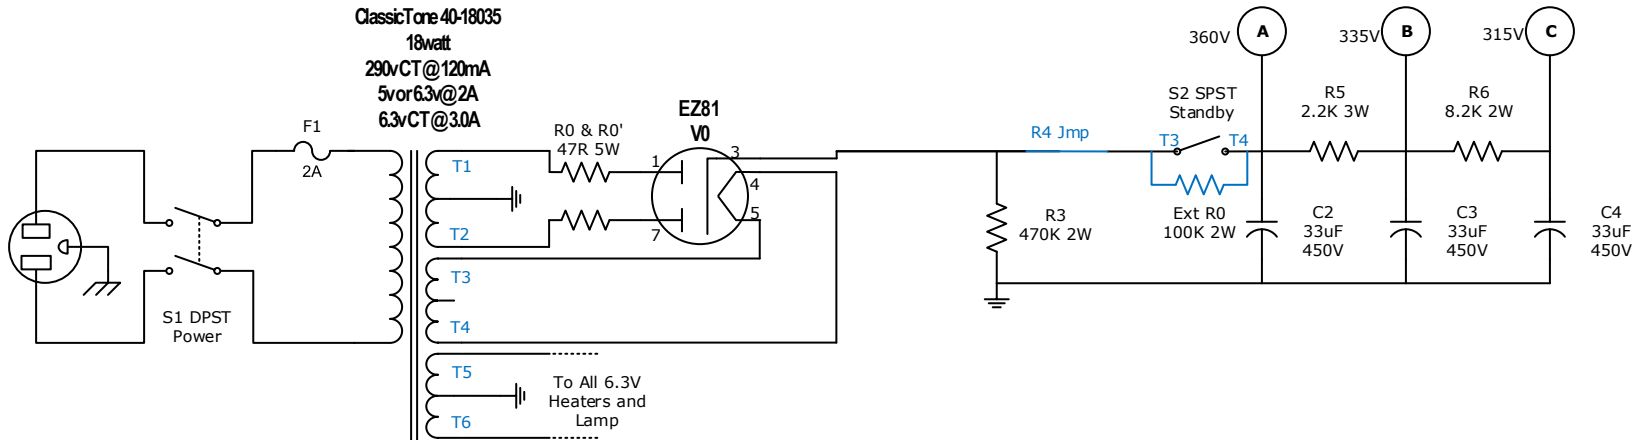 ClassicTone 40-18035
18watt
290vCT@120mA
5vor6.3v@2A
6.3vCT@3.0A
F1
2A
S1 DPST
Power
T1
T2
T3
T4
T5
T6
R0 & R0'
47R 5W
EZ81
V0
1
3
4
5
7
To All 6.3V
Heaters and
Lamp
R4 Jmp
R3
470K 2W
S2 SPST
Standby
T3
T4
Ext R0
100K 2W
360V
A
335V
B
315V
C
R5
2.2K 3W
R6
8.2K 2W
C2
33uF
450V
C3
33uF
450V
C4
33uF
450V